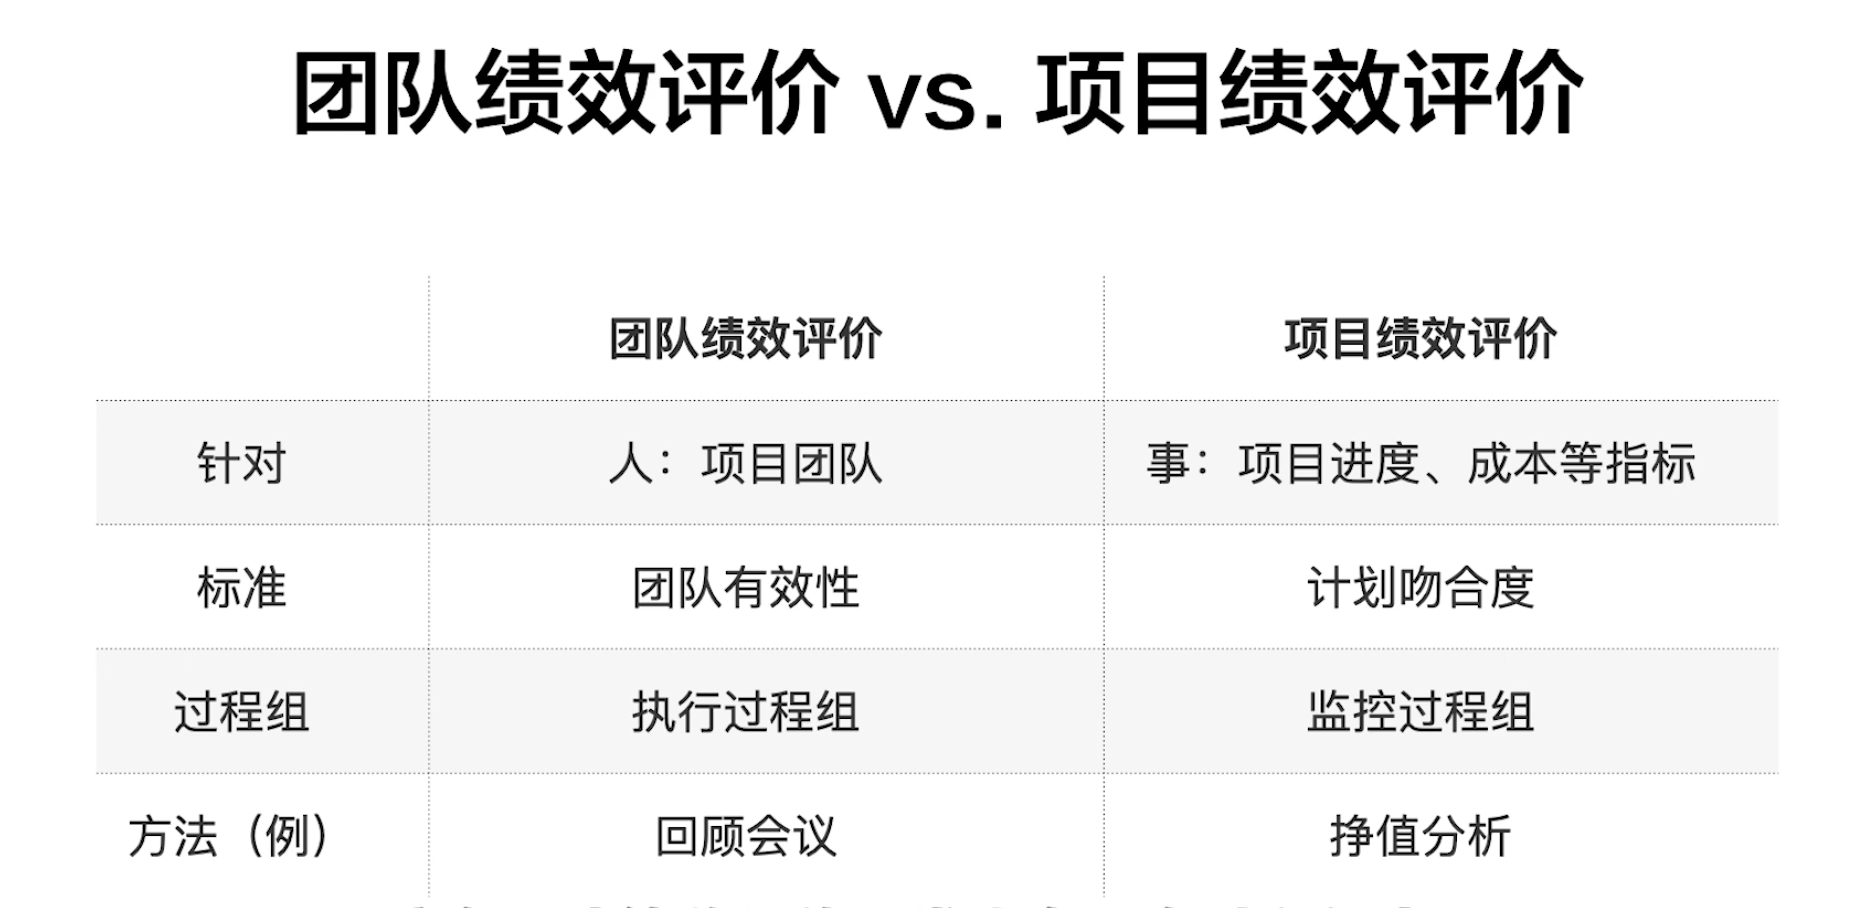 团队绩效评价 vs. 项目绩效评价
团队绩效评价 项目绩效评价
针对 人：项目团队 事：项目进度、成本等指标
标准 团队有效性 计划吻合度
过程组 执行过程组 监控过程组
方法（例） 回顾会议 挣值分析